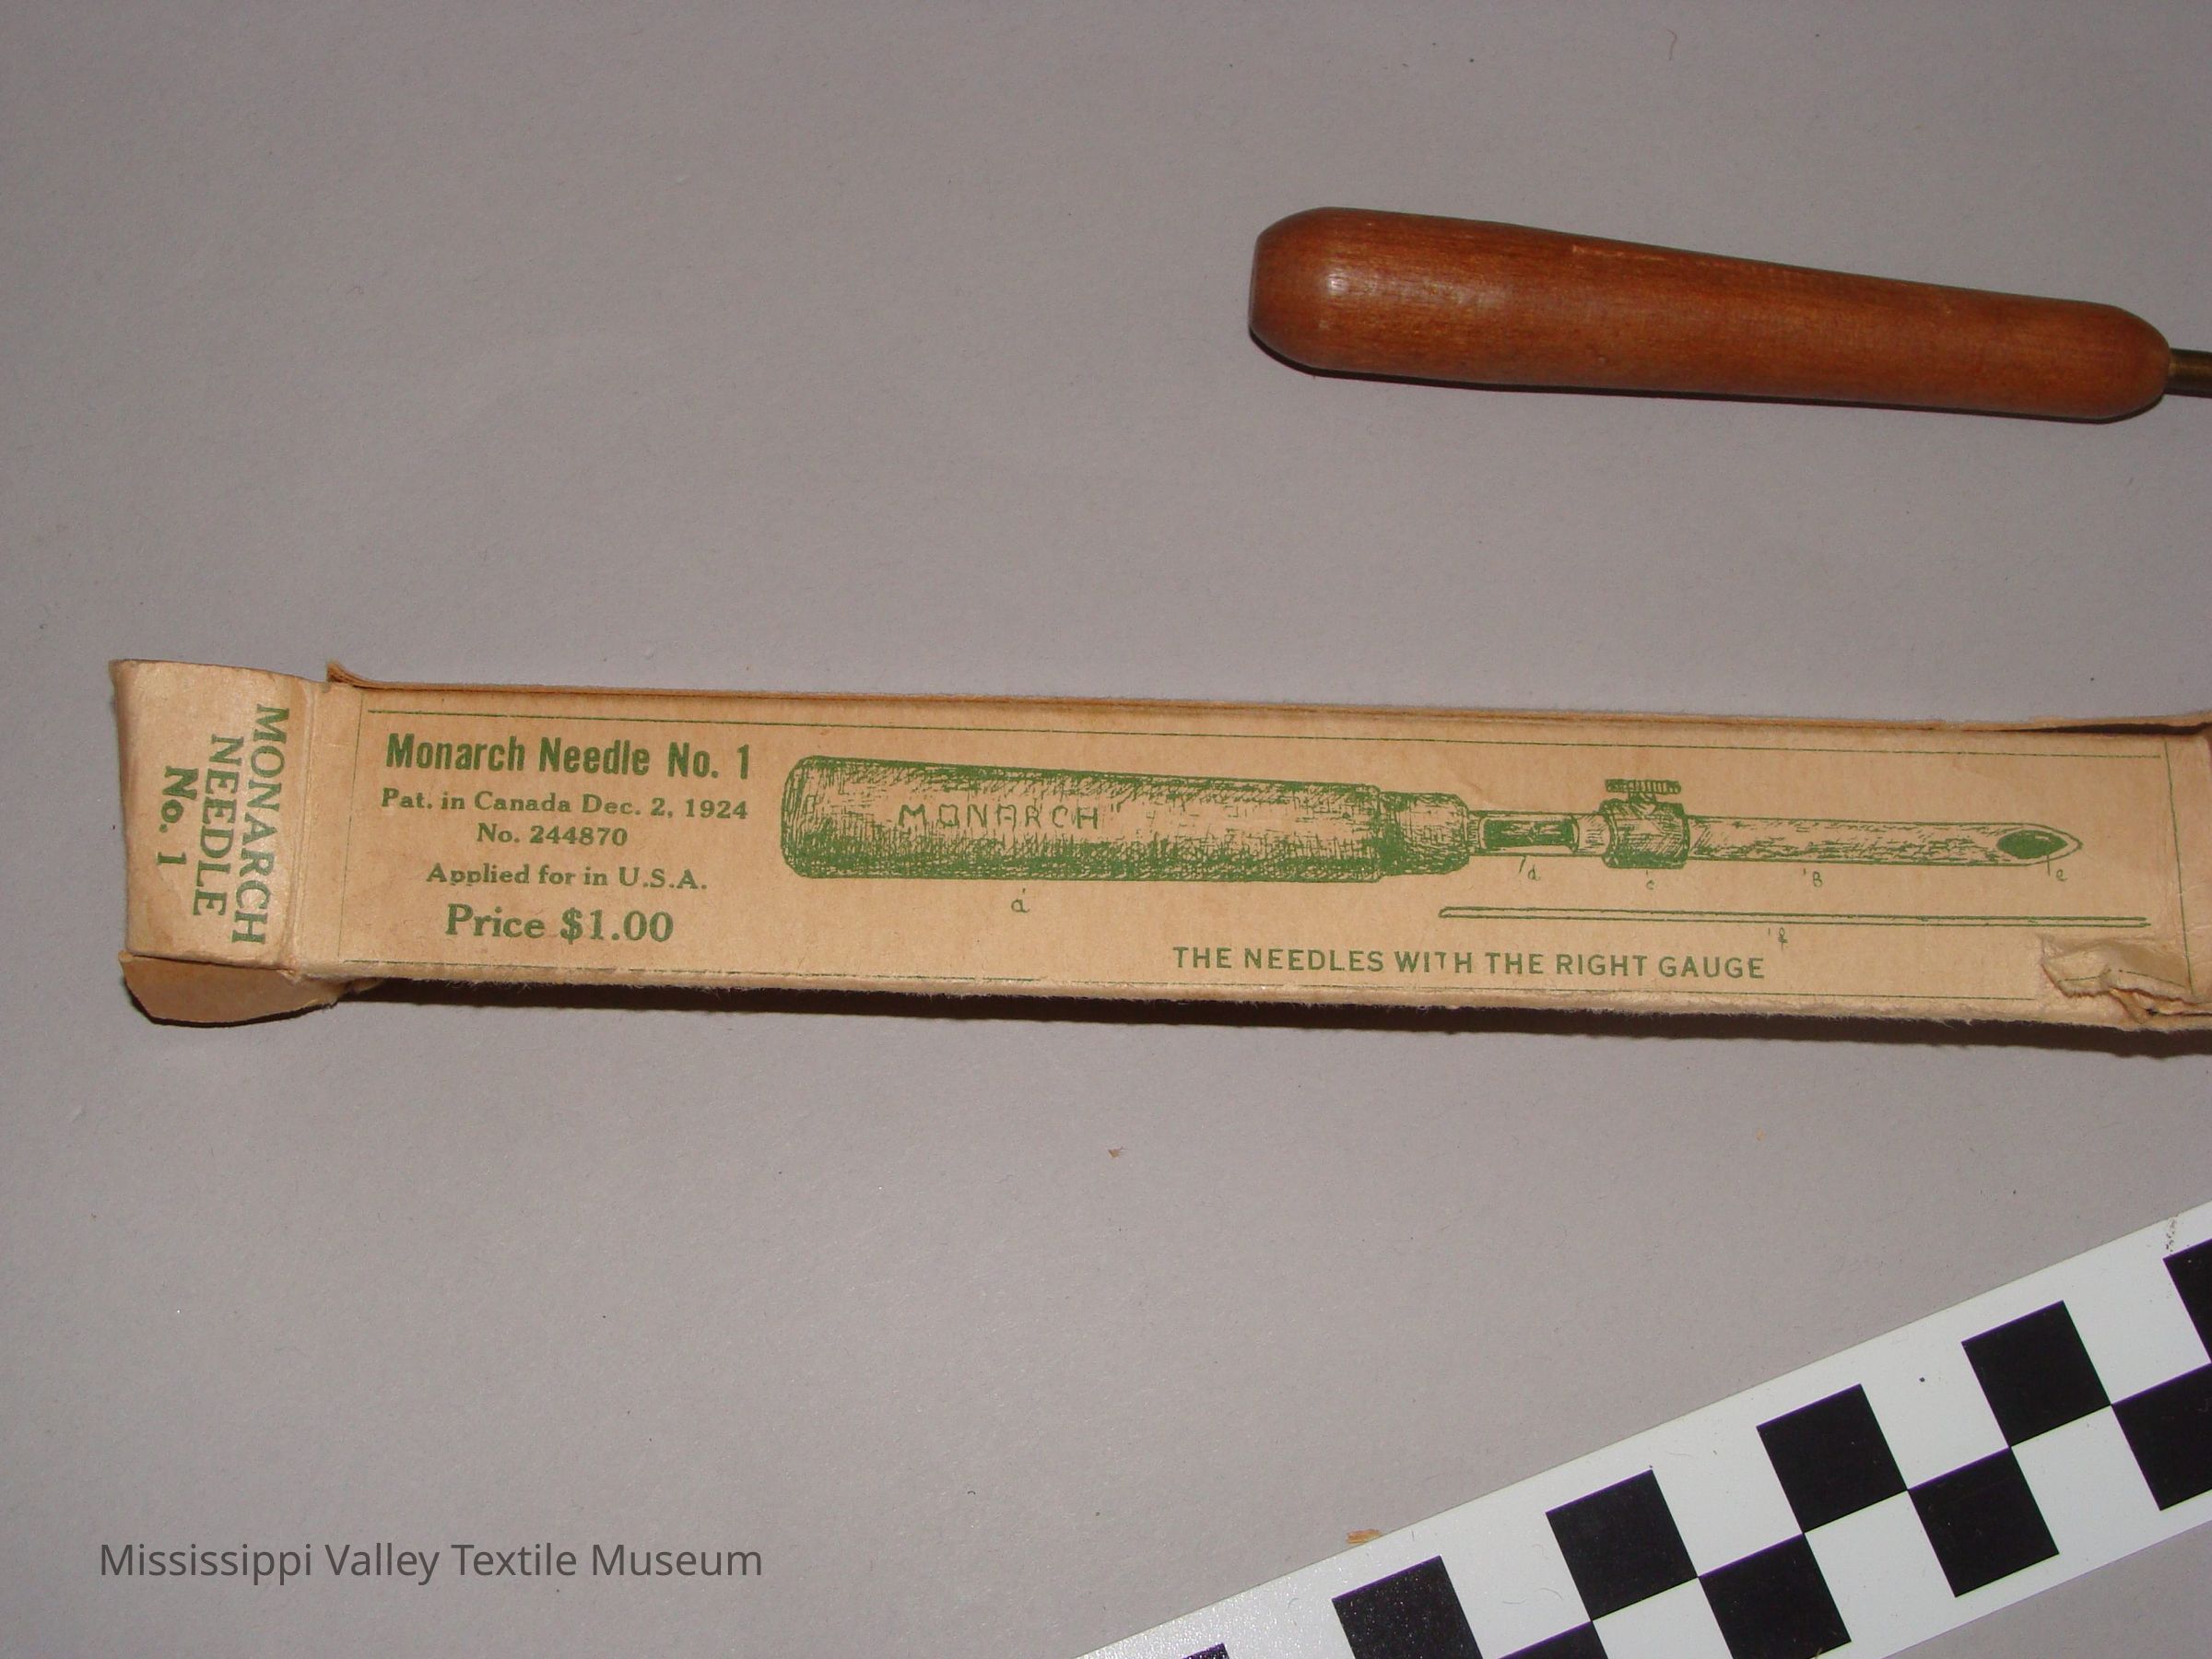 MONARCH
NEEDLE
No. 1
Monarch Needle No. 1
Pat. in Canada Dec. 2, 1924
No. 244870
Applied for in U.S.A.
Price $1.00
MONARCH
a
d
c
B
e
f
THE NEEDLES WITH THE RIGHT GAUGE
Mississippi Valley Textile Museum